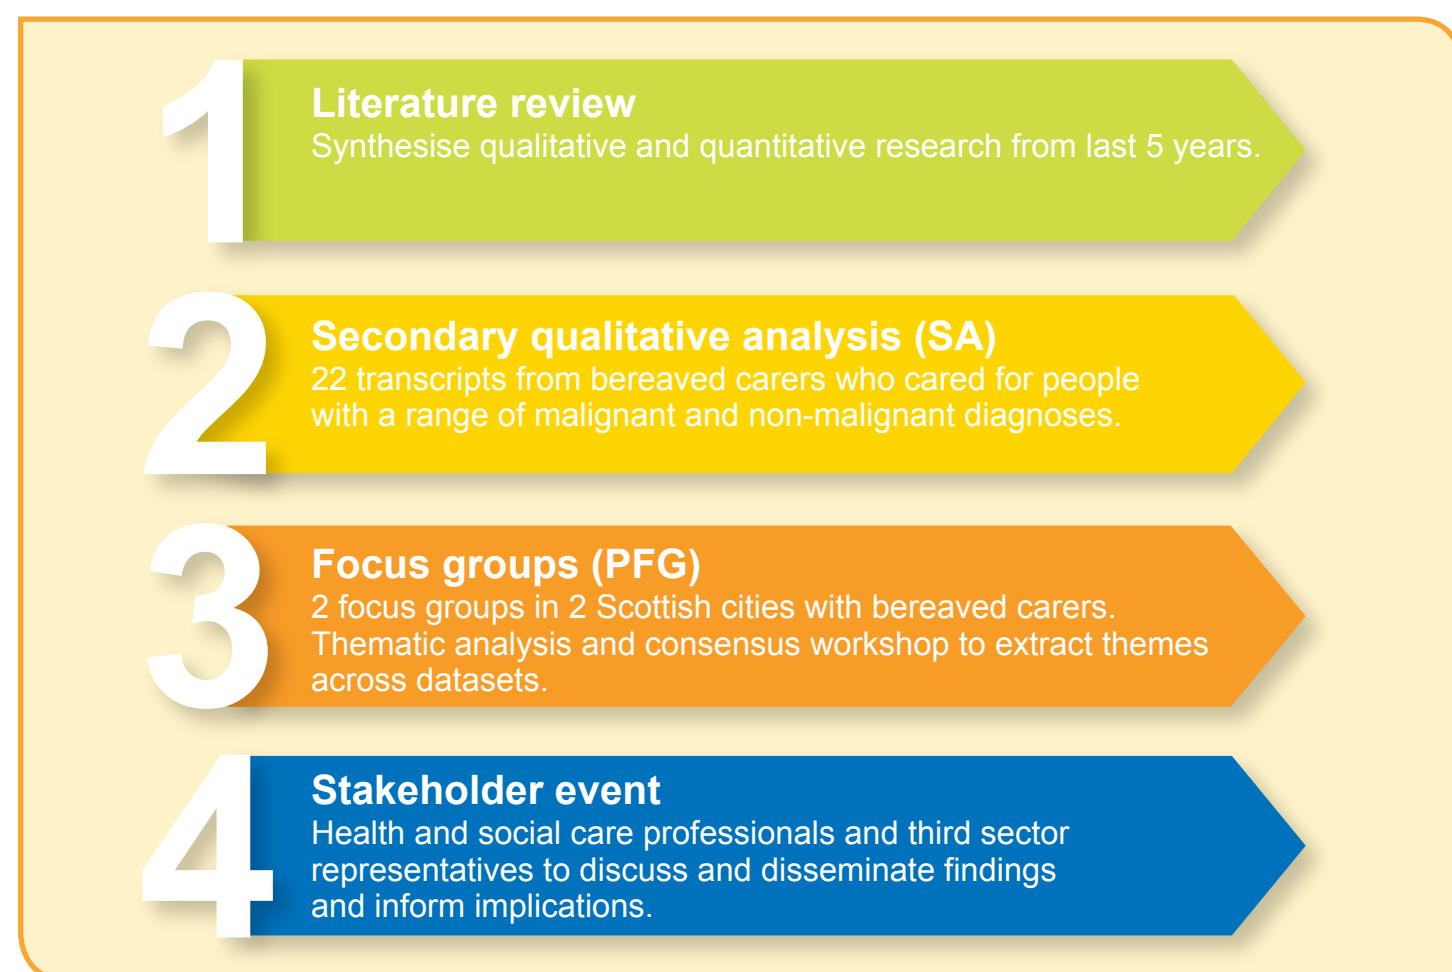 1
Literature review
Synthesise qualitative and quantitative research from last 5 years.
2
Secondary qualitative analysis (SA)
22 transcripts from bereaved carers who cared for people
with a range of malignant and non-malignant diagnoses.
3
Focus groups (PFG)
2 focus groups in 2 Scottish cities with bereaved carers.
Thematic analysis and consensus workshop to extract themes
across datasets.
4
Stakeholder event
Health and social care professionals and third sector
representatives to discuss and disseminate findings
and inform implications.